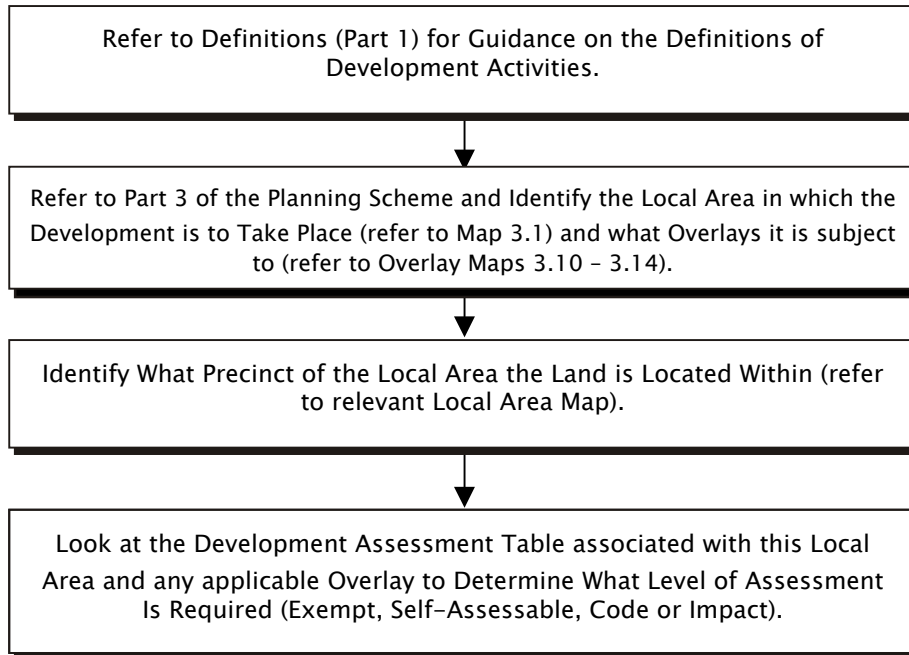 Refer to Definitions (Part 1) for Guidance on the Definitions of
Development Activities.
Refer to Part 3 of the Planning Scheme and Identify the Local Area in which the
Development is to Take Place (refer to Map 3.1) and what Overlays it is subject
to (refer to Overlay Maps 3.10 – 3.14).
Identify What Precinct of the Local Area the Land is Located Within (refer
to relevant Local Area Map).
Look at the Development Assessment Table associated with this Local
Area and any applicable Overlay to Determine What Level of Assessment
Is Required (Exempt, Self-Assessable, Code or Impact).